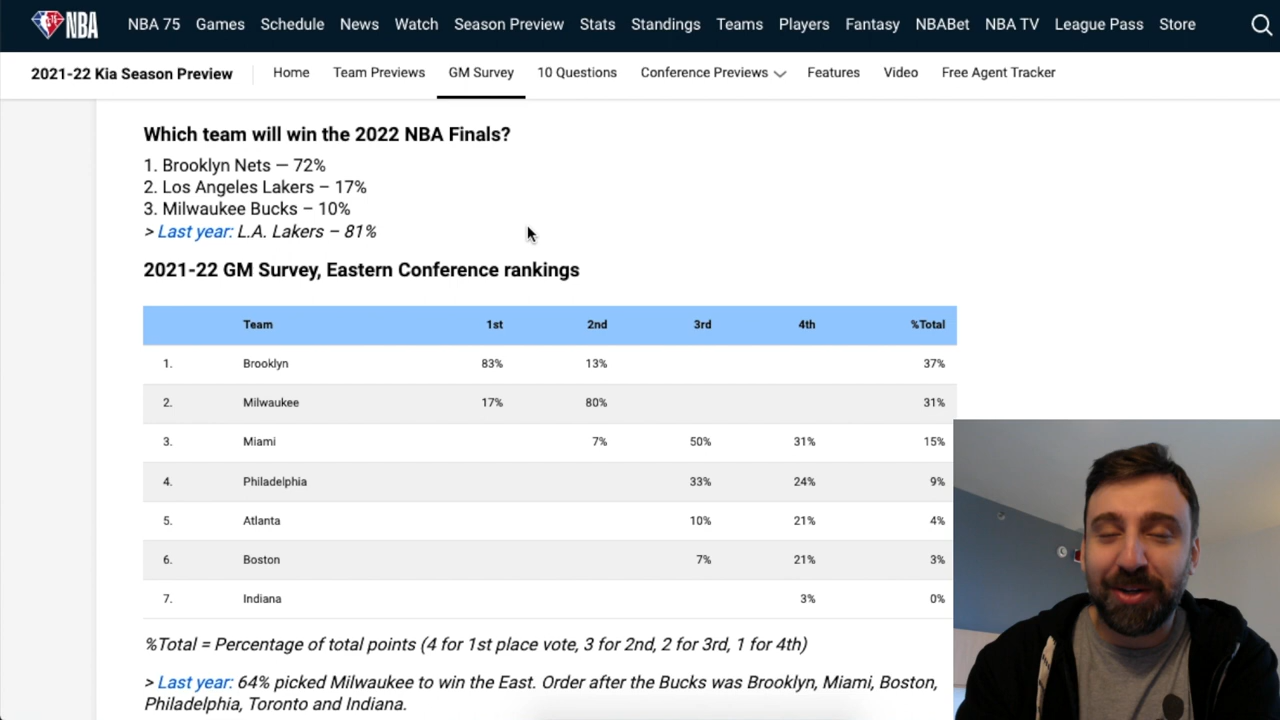 NBA NBA 75 Games Schedule News Watch Season Preview Stats Standings Teams Players Fantasy NBABet NBA TV League Pass Store
2021-22 Kia Season Preview Home Team Previews GM Survey 10 Questions Conference Previews Features Video Free Agent Tracker
Which team will win the 2022 NBA Finals?
1. Brooklyn Nets — 72%
2. Los Angeles Lakers – 17%
3. Milwaukee Bucks – 10%
> Last year: L.A. Lakers – 81%
2021-22 GM Survey, Eastern Conference rankings
Team 1st 2nd 3rd 4th %Total
1. Brooklyn 83% 13% 37%
2. Milwaukee 17% 80% 31%
3. Miami 7% 50% 31% 15%
4. Philadelphia 33% 24% 9%
5. Atlanta 10% 21% 4%
6. Boston 7% 21% 3%
7. Indiana 3% 0%
%Total = Percentage of total points (4 for 1st place vote, 3 for 2nd, 2 for 3rd, 1 for 4th)
> Last year: 64% picked Milwaukee to win the East. Order after the Bucks was Brooklyn, Miami, Boston,
Philadelphia, Toronto and Indiana.